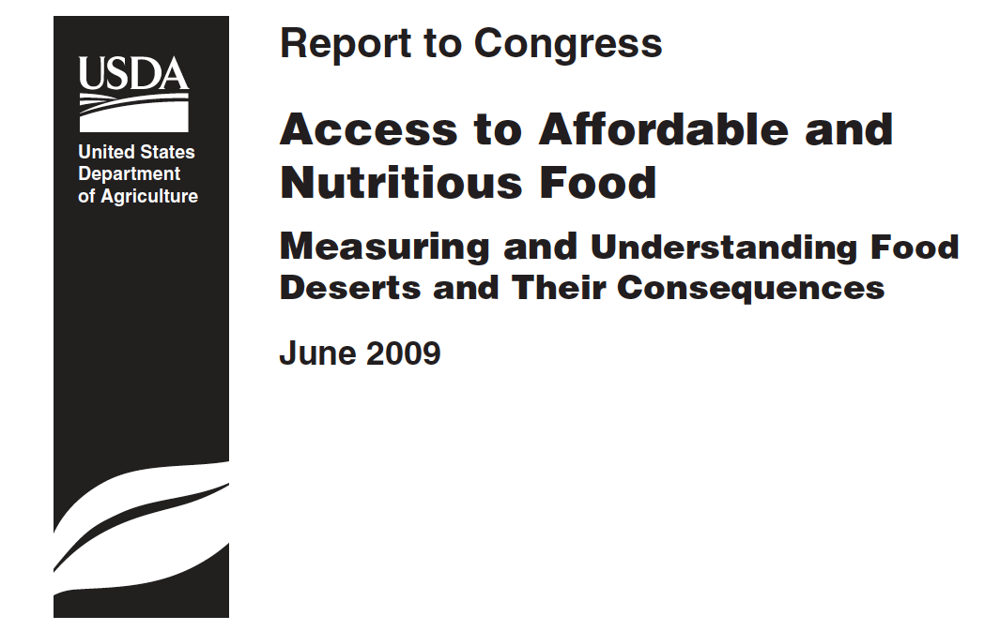 USDA
United States
Department
of Agriculture
Report to Congress
Access to Affordable and
Nutritious Food
Measuring and Understanding Food
Deserts and Their Consequences
June 2009